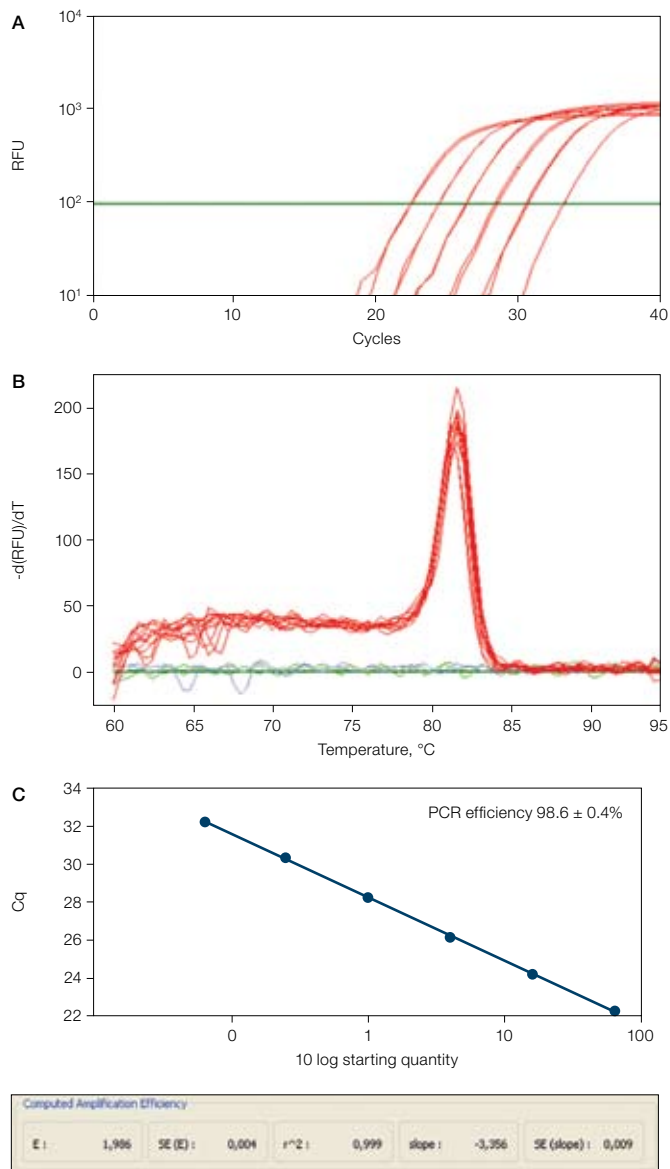 A
10⁴
10³
RFU
10²
10¹
0 10 20 30 40
Cycles
B
200
150
-d(RFU)/dT
100
50
0
60 65 70 75 80 85 90 95
Temperature, °C
C
34
PCR efficiency 98.6 ± 0.4%
32
30
Cq
28
26
24
22
0 1 10 100
10 log starting quantity
Computed Amplification Efficiency
E : 1,986 SE (E) : 0,004 r^2 : 0,999 slope : -3,356 SE (slope) : 0,009